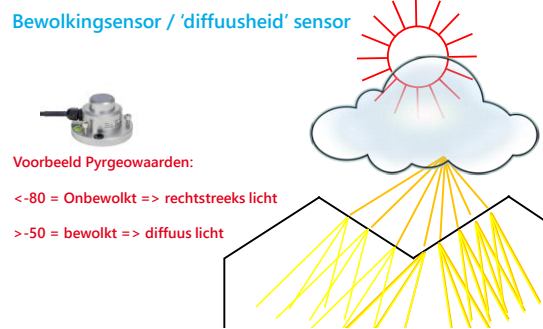 Bewolkingsensor / ‘diffuusheid’ sensor
Voorbeeld Pyrgeowaarden:
<-80 = Onbewolkt => rechtstreeks licht
>-50 = bewolkt => diffuus licht